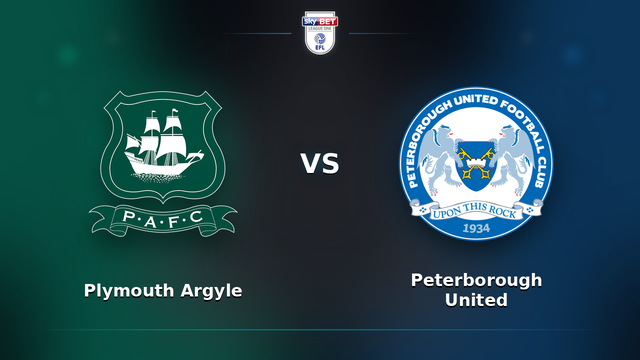 sky BET
LEAGUE ONE
EFL
VS
P·A·F·C
PETERBOROUGH UNITED FOOTBALL CLUB
UPON THIS ROCK
1934
Plymouth Argyle
Peterborough
United